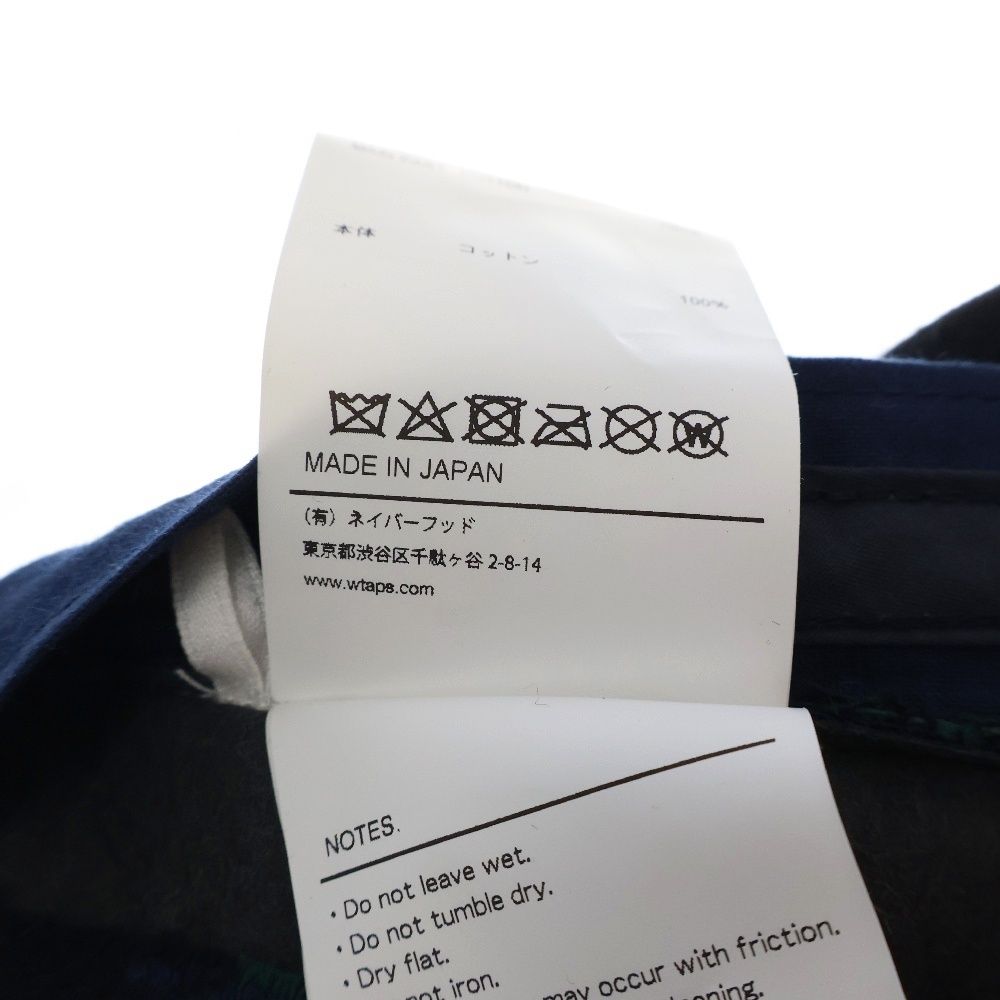 本体 コットン 100%
W
MADE IN JAPAN
(有) ネイバーフッド
東京都渋谷区千駄ヶ谷 2-8-14
www.wtaps.com
NOTES.
・Do not leave wet.
・Do not tumble dry.
・Dry flat.
not iron.
may occur with friction.